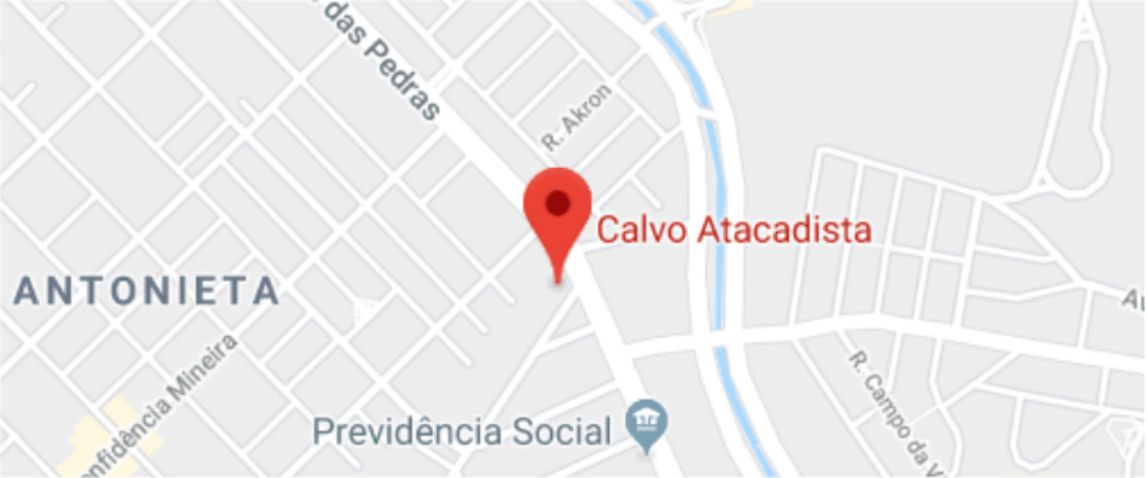 das Pedras
R. Akron
Calvo Atacadista
ANTONIETA
nfidência Mineira
Previdência Social
R. Campo da V
Av